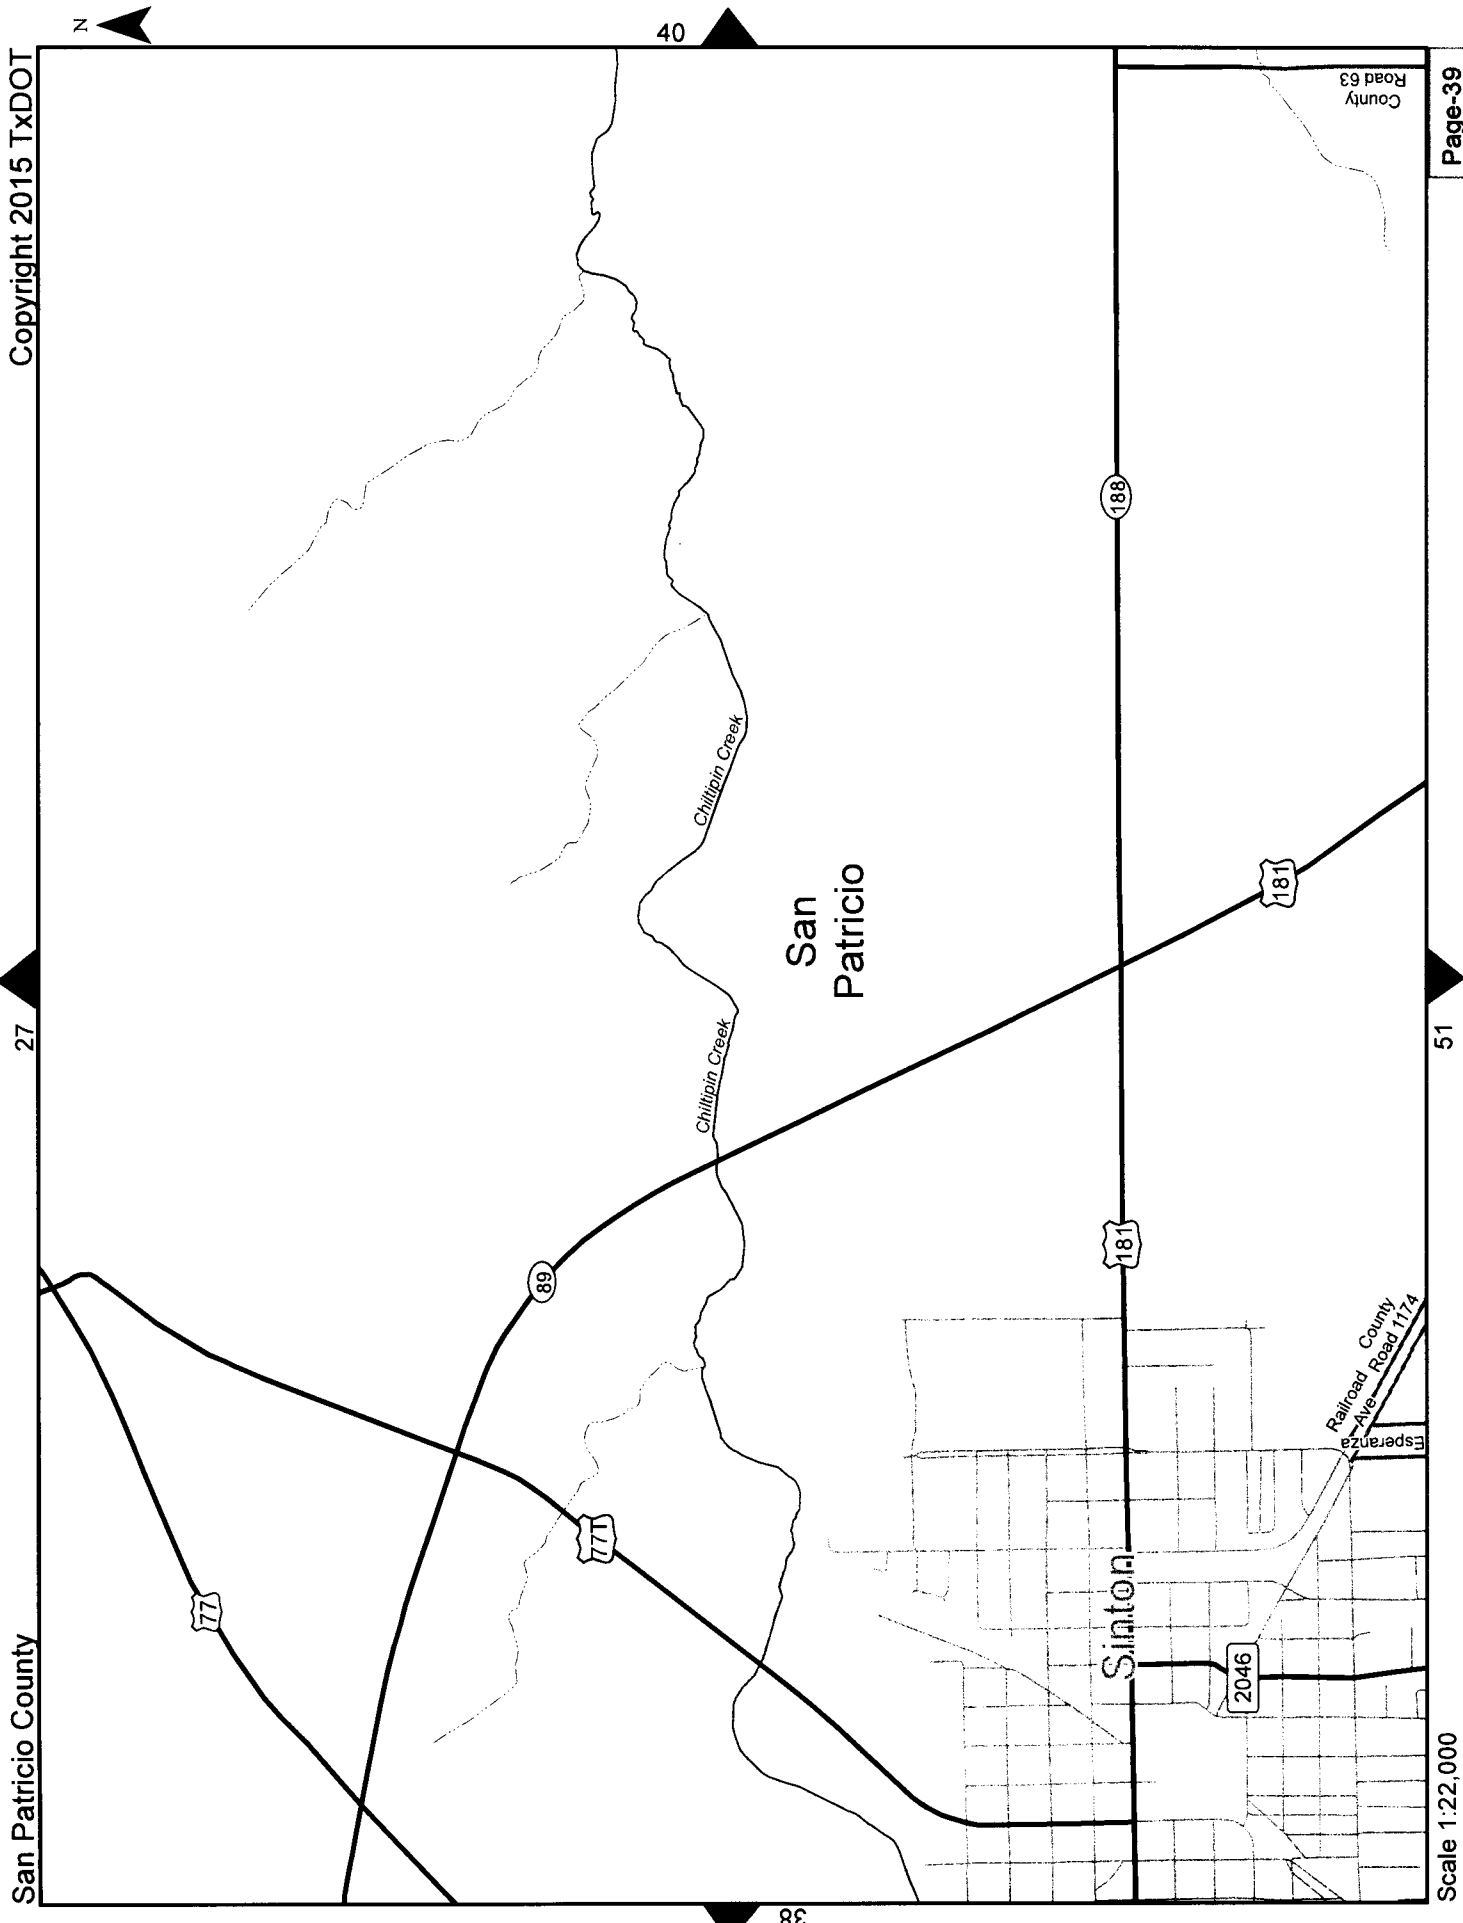 San Patricio County
Copyright 2015 TxDOT
N
27
40
77
89
77T
Chiltipin Creek
Chiltipin Creek
San
Patricio
188
181
181
Sinton
2046
Railroad
Ave
County
Road 1174
Esperanza
County
Road 63
38
51
Scale 1:22,000
Page-39